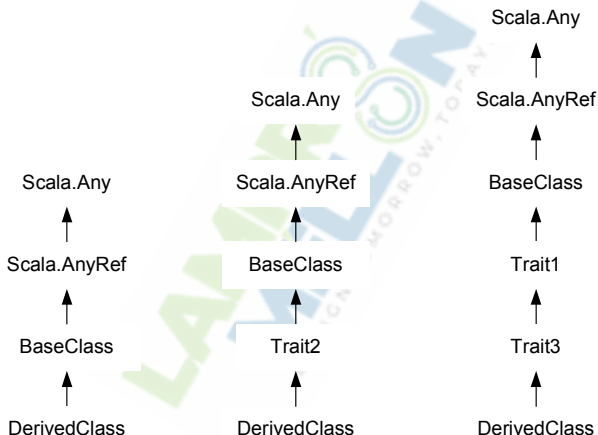 Scala.Any
Scala.Any Scala.AnyRef
Scala.Any Scala.AnyRef BaseClass
Scala.AnyRef BaseClass Trait1
BaseClass Trait2 Trait3
DerivedClass DerivedClass DerivedClass